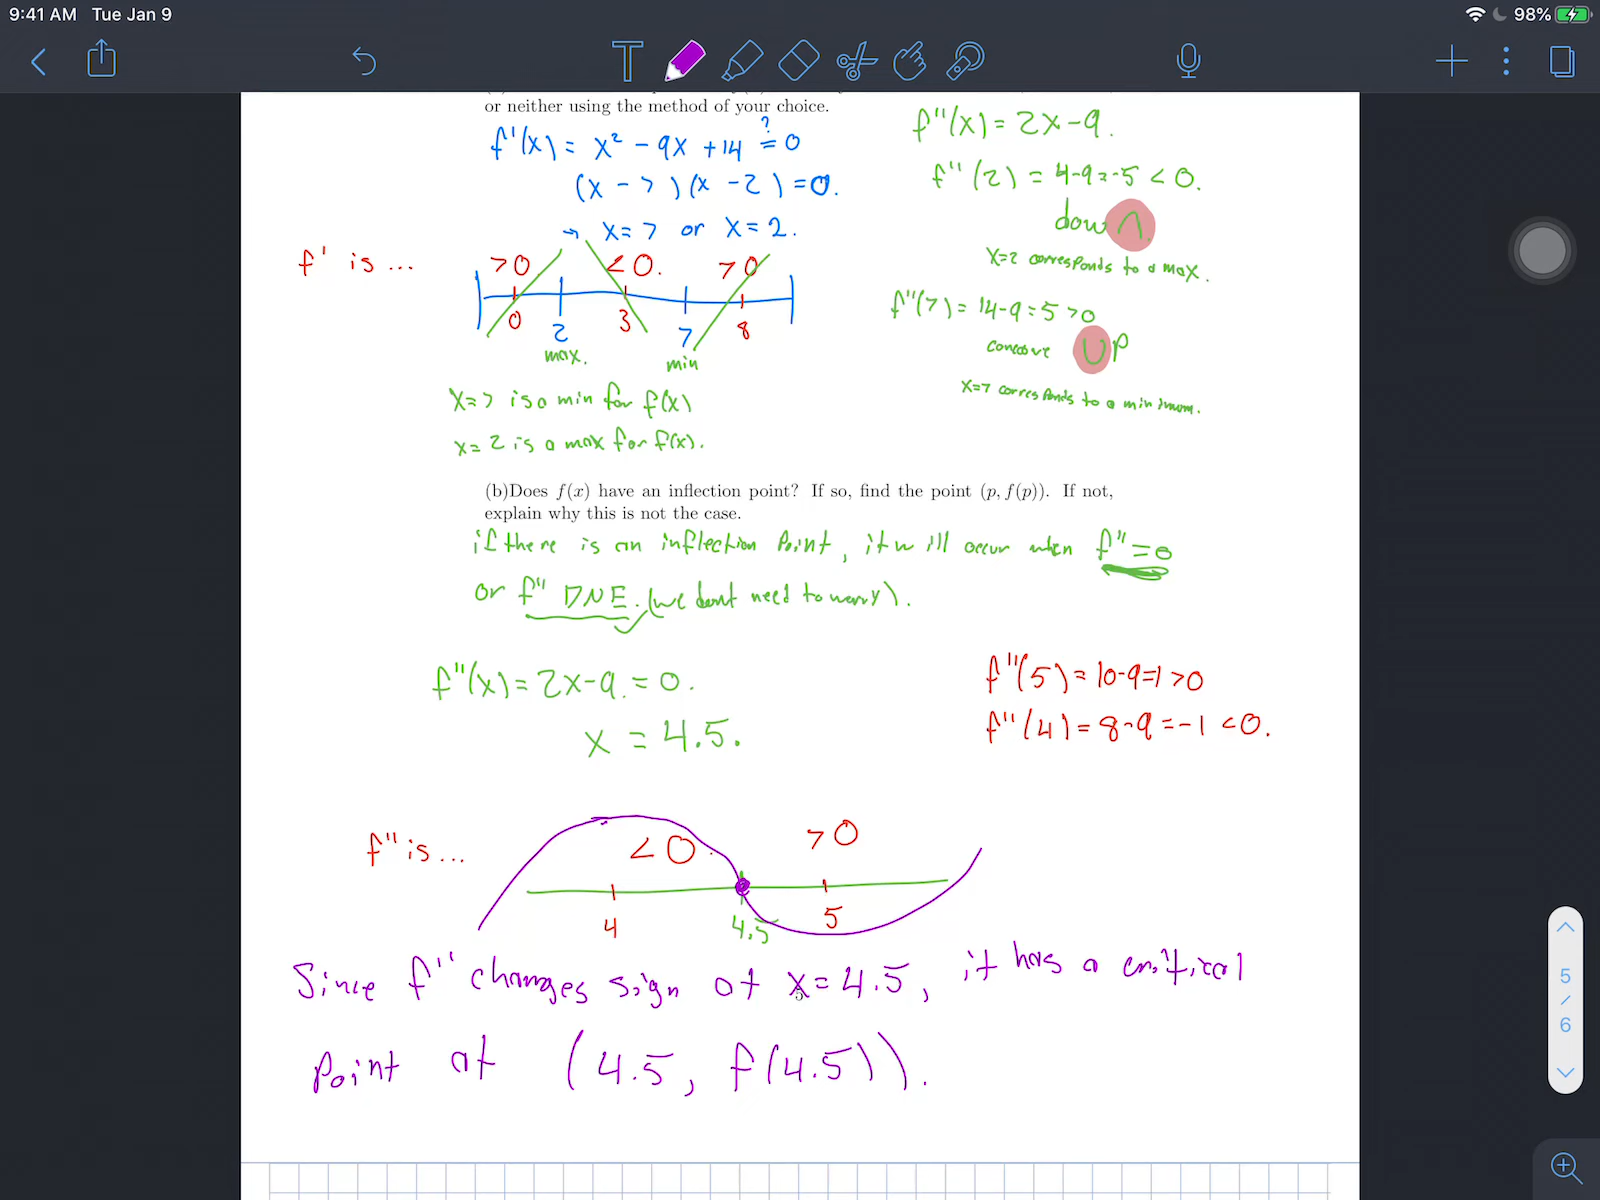 9:41 AM Tue Jan 9
98%
or neither using the method of your choice.
f'(x) = x² - 9x + 14 ?= 0
(x - 7)(x - 2) = 0.
→ x = 7 or x = 2.
f' is ...
>0 <0. >0
0 2 3 7 8
max. min
x=7 is a min for f(x)
x=2 is a max for f(x).
f''(x) = 2x-9.
f''(2) = 4-9=-5 < 0.
down
x=2 corresponds to a max.
f''(7) = 14-9=5 >0
concave UP
x=7 corresponds to a minimum.
(b)Does f(x) have an inflection point? If so, find the point (p, f(p)). If not,
explain why this is not the case.
if there is an inflection point, it will occur when f''=0
or f'' DNE. (we dont need to worry).
f''(x) = 2x-9. = 0.
x = 4.5.
f''(5) = 10-9=1 >0
f''(4) = 8-9=-1 <0.
f'' is ...
<0 >0
4 4.5 5
Since f'' changes sign at x=4.5, it has a critical
point at (4.5, f(4.5)).
5
/
6